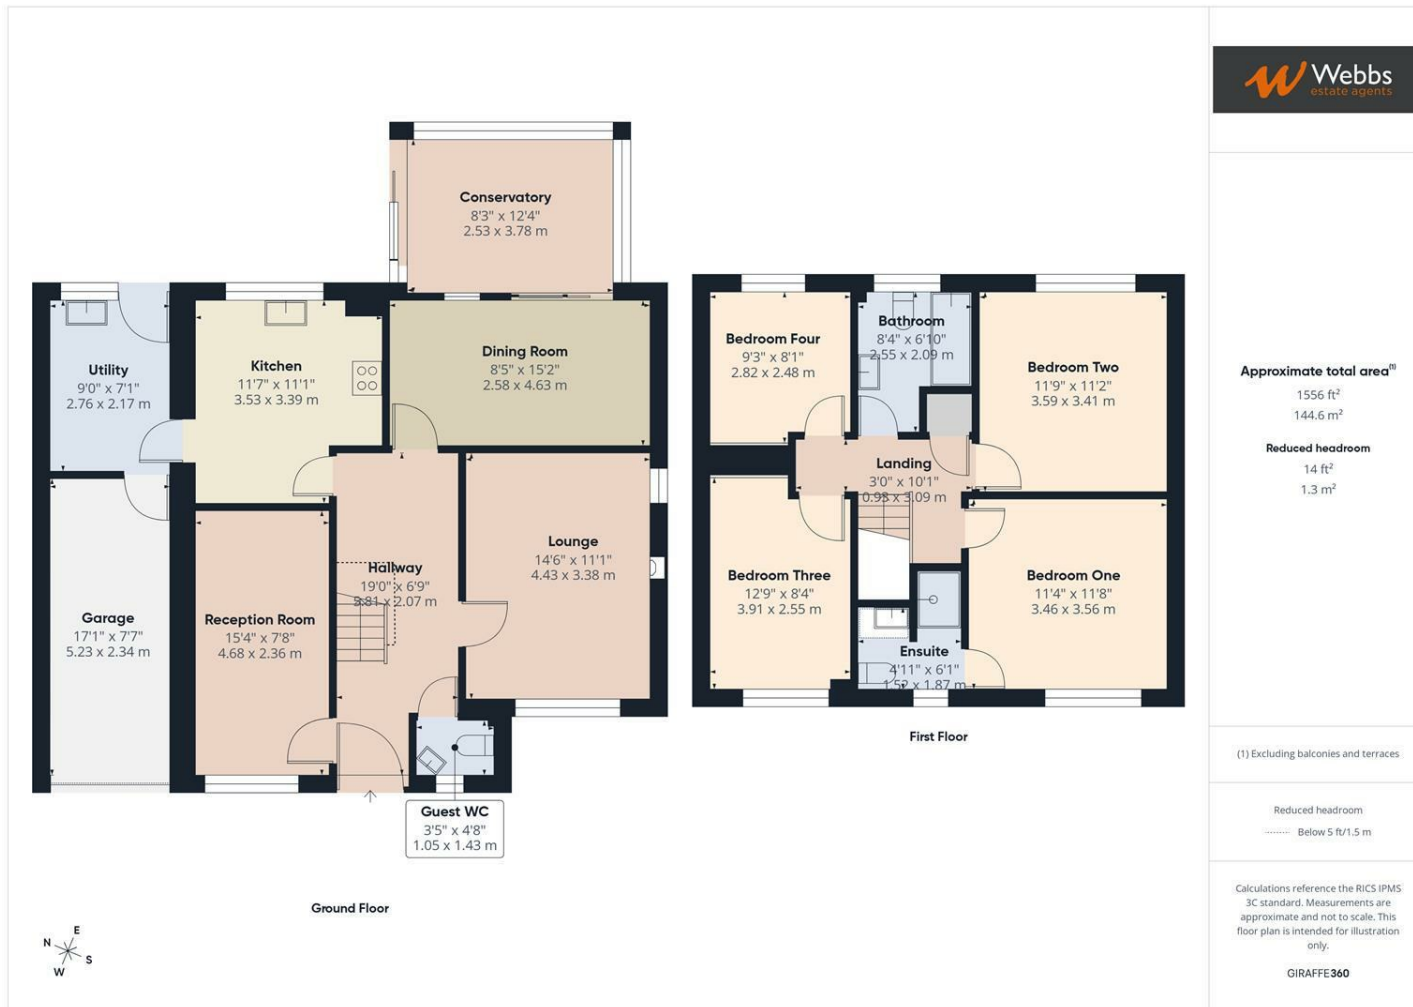 Webbs
estate agents
Conservatory
8'3" x 12'4"
2.53 x 3.78 m
Utility
9'0" x 7'1"
2.76 x 2.17 m
Kitchen
11'7" x 11'1"
3.53 x 3.39 m
Dining Room
8'5" x 15'2"
2.58 x 4.63 m
Garage
17'1" x 7'7"
5.23 x 2.34 m
Reception Room
15'4" x 7'8"
4.68 x 2.36 m
Hallway
19'0" x 6'9"
5.81 x 2.07 m
Lounge
14'6" x 11'1"
4.43 x 3.38 m
Guest WC
3'5" x 4'8"
1.05 x 1.43 m
Ground Floor
N E S W
Bedroom Four
9'3" x 8'1"
2.82 x 2.48 m
Bathroom
8'4" x 6'10"
2.55 x 2.09 m
Bedroom Two
11'9" x 11'2"
3.59 x 3.41 m
Landing
3'0" x 10'1"
0.93 x 3.09 m
Bedroom Three
12'9" x 8'4"
3.91 x 2.55 m
Ensuite
4'11" x 6'1"
1.52 x 1.87 m
Bedroom One
11'4" x 11'8"
3.46 x 3.56 m
First Floor
Approximate total area(1)
1556 ft²
144.6 m²
Reduced headroom
14 ft²
1.3 m²
(1) Excluding balconies and terraces
Reduced headroom
Below 5 ft/1.5 m
Calculations reference the RICS IPMS
3C standard. Measurements are
approximate and not to scale. This
floor plan is intended for illustration
only.
GIRAFFE360